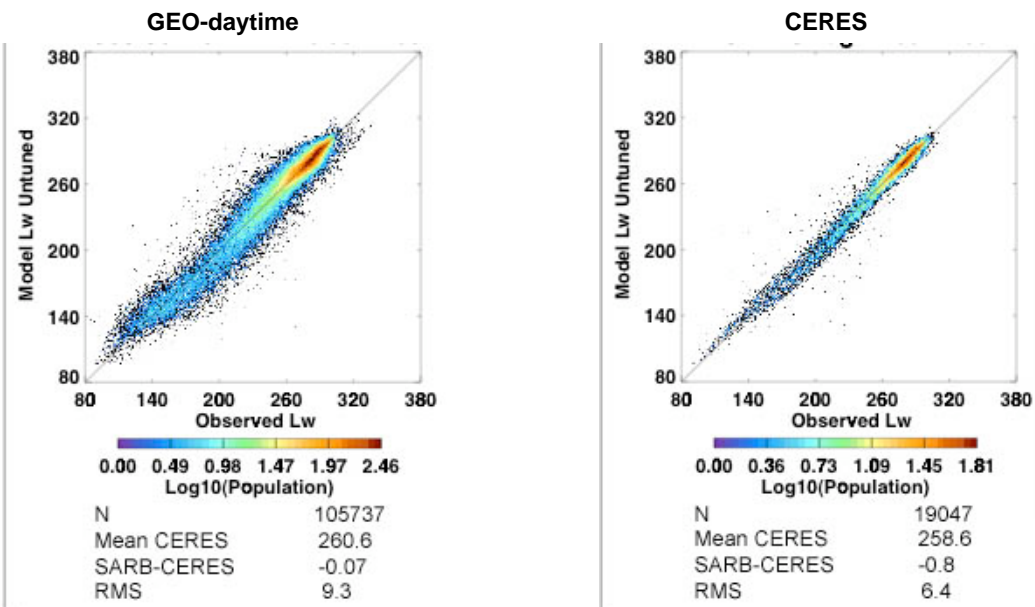 GEO-daytime
380
320
260
200
140
80
Model Lw Untuned
80 140 200 260 320 380
Observed Lw
0.00 0.49 0.98 1.47 1.97 2.46
Log10(Population)
N 105737
Mean CERES 260.6
SARB-CERES -0.07
RMS 9.3
CERES
380
320
260
200
140
80
Model Lw Untuned
80 140 200 260 320 380
Observed Lw
0.00 0.36 0.73 1.09 1.45 1.81
Log10(Population)
N 19047
Mean CERES 258.6
SARB-CERES -0.8
RMS 6.4